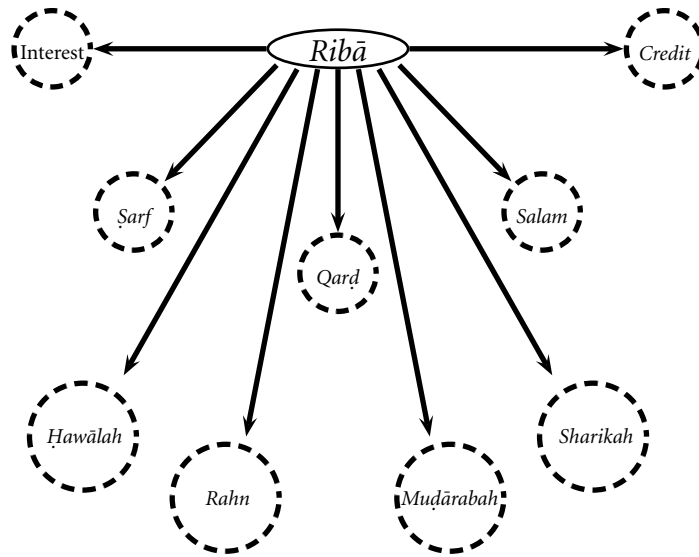 Interest
Ribā
Credit
Ṣarf
Salam
Qarḍ
Ḥawālah
Sharikah
Rahn
Muḍārabah